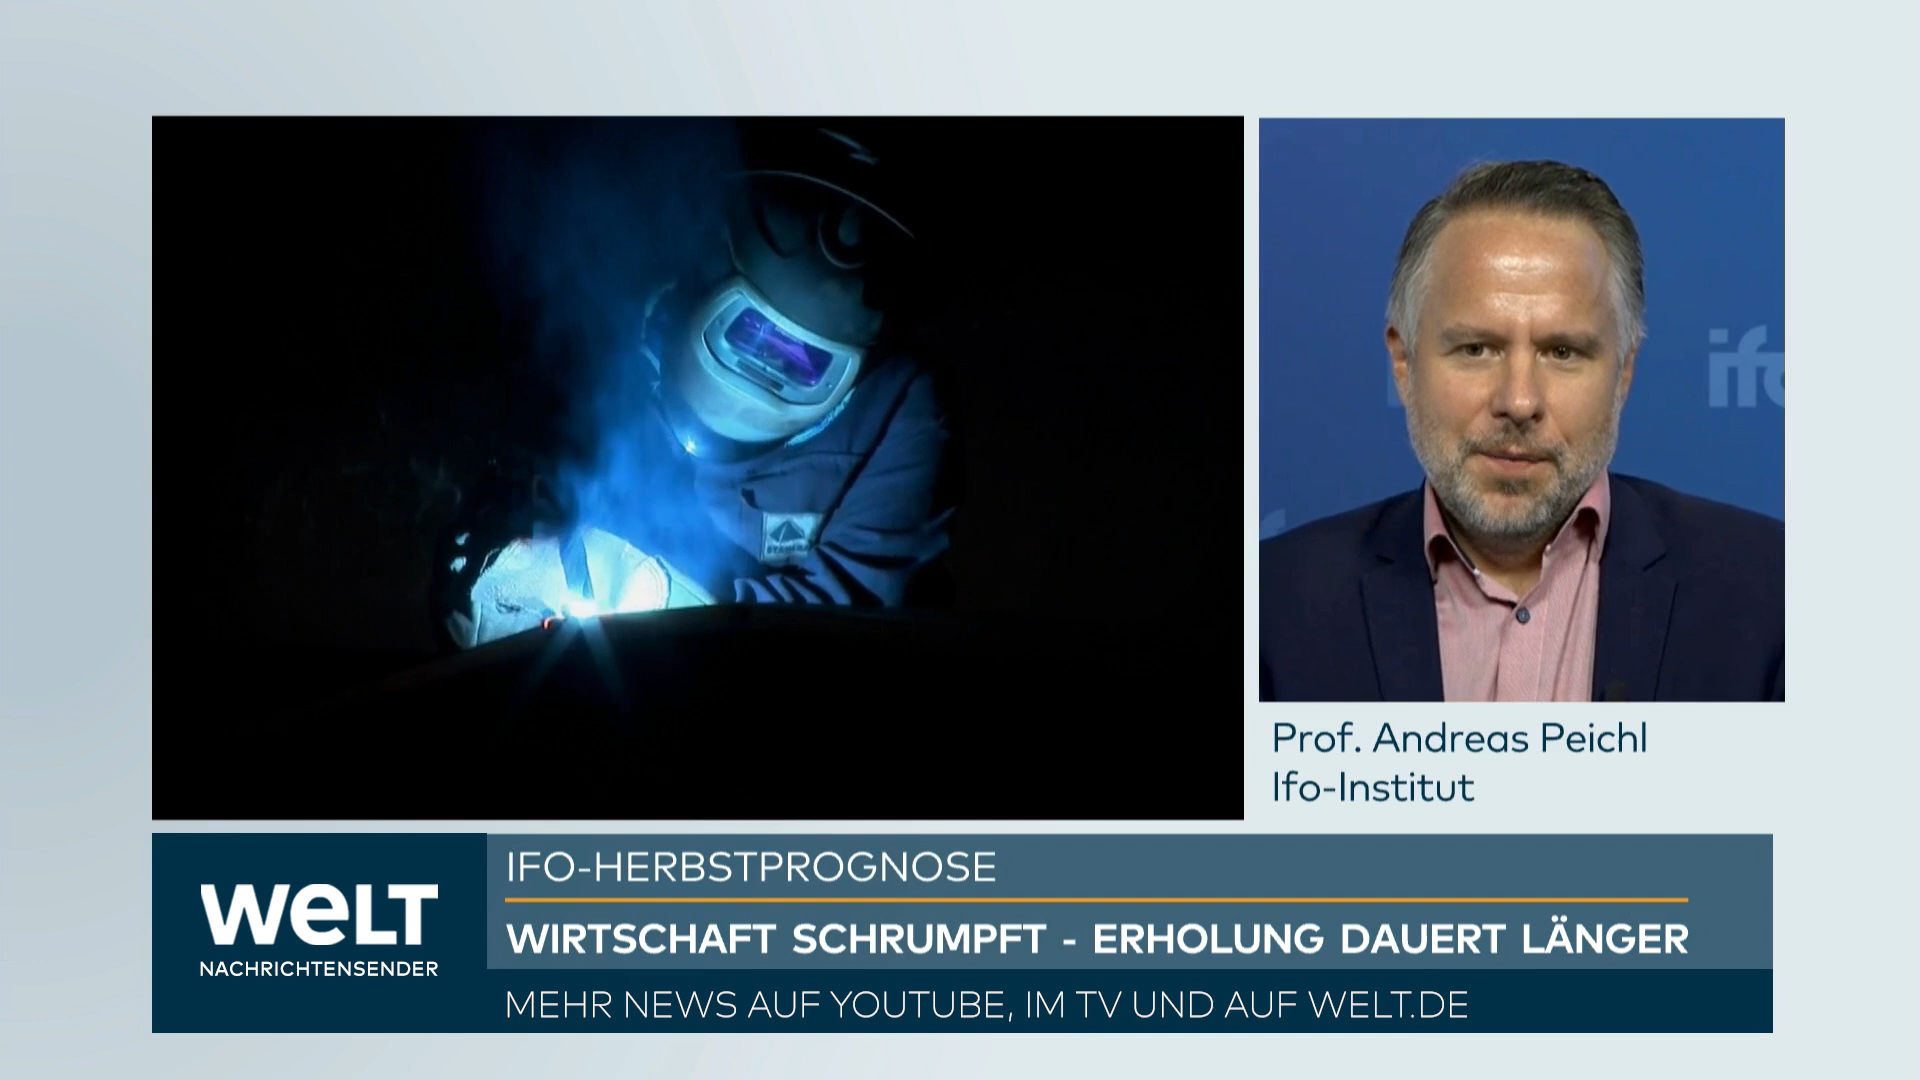 ifo
Prof. Andreas Peichl
Ifo-Institut
WELT
NACHRICHTENSENDER
IFO-HERBSTPROGNOSE
WIRTSCHAFT SCHRUMPFT - ERHOLUNG DAUERT LÄNGER
MEHR NEWS AUF YOUTUBE, IM TV UND AUF WELT.DE